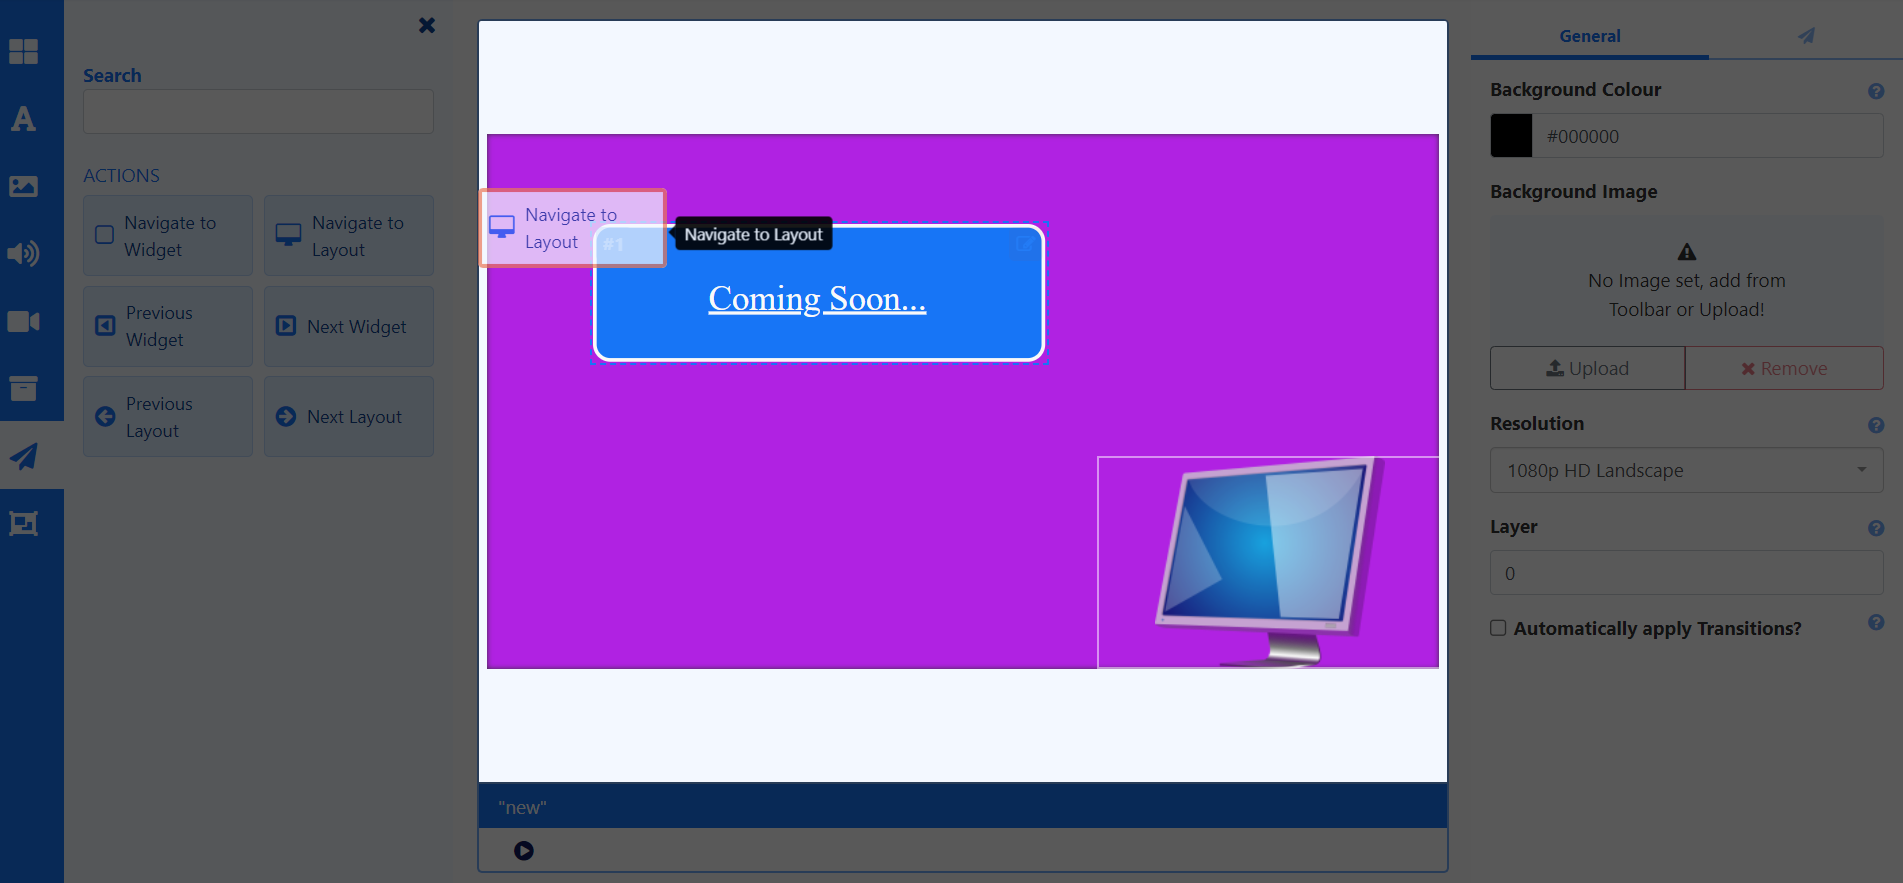 Search
ACTIONS
Navigate to
Widget
Navigate to
Layout
Previous
Widget
Next Widget
Previous
Layout
Next Layout
Navigate to
Layout
#1
Navigate to Layout
Coming Soon...
"new"
General
Background Colour
#000000
Background Image
No Image set, add from
Toolbar or Upload!
Upload
Remove
Resolution
1080p HD Landscape
Layer
0
Automatically apply Transitions?